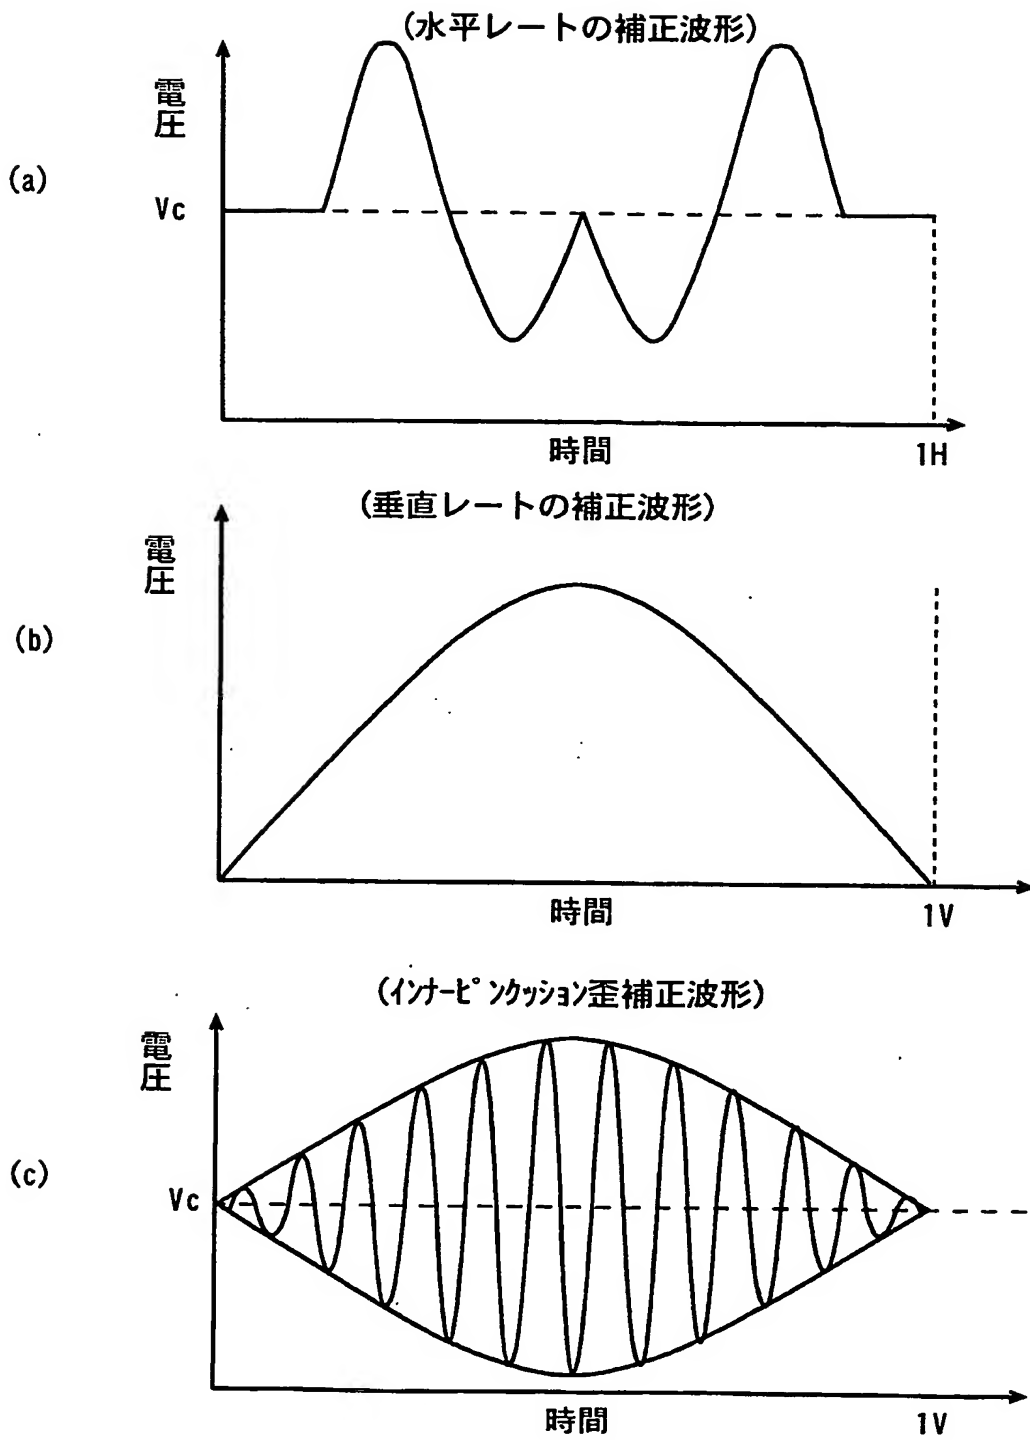 (水平レートの補正波形)
電圧
(a)
Vc
時間
1H
(垂直レートの補正波形)
電圧
(b)
時間
1V
(インナーピンクッション歪補正波形)
電圧
(c)
Vc
時間
1V